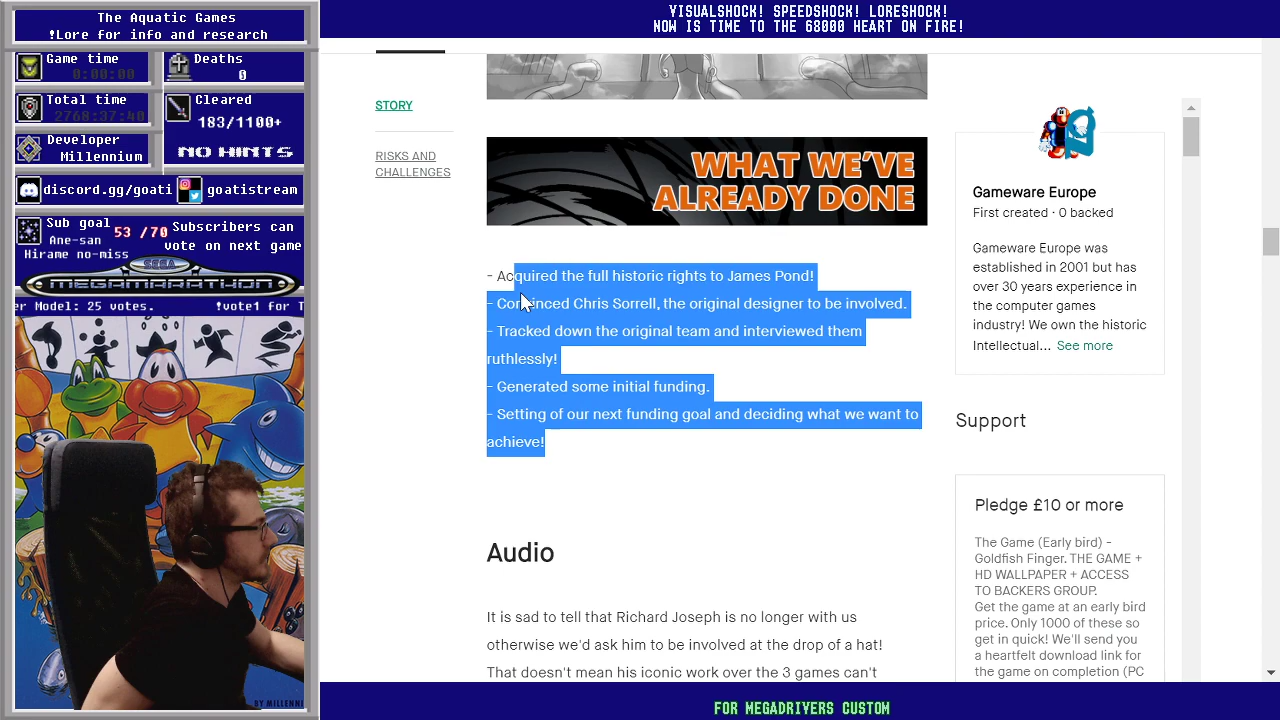 The Aquatic Games
!Lore for info and research
Game time
0:00:00
Deaths
0
Total time
2768:37:40
Cleared
183/1100+
Developer
Millennium
NO HINTS
discord.gg/goati
goatistream
Sub goal
53 /70
Ane-san
Hirame no-miss
Subscribers can
vote on next game
SEGA
MEGAMARATHON
er Model: 25 votes.
!vote1 for T
BY MILLENNI
VISUALSHOCK! SPEEDSHOCK! LORESHOCK!
NOW IS TIME TO THE 68000 HEART ON FIRE!
STORY
RISKS AND
CHALLENGES
WHAT WE'VE
ALREADY DONE
- Acquired the full historic rights to James Pond!
- Convinced Chris Sorrell, the original designer to be involved.
- Tracked down the original team and interviewed them
ruthlessly!
- Generated some initial funding.
- Setting of our next funding goal and deciding what we want to
achieve!
Audio
It is sad to tell that Richard Joseph is no longer with us
otherwise we'd ask him to be involved at the drop of a hat!
That doesn't mean his iconic work over the 3 games can't
Gameware Europe
First created · 0 backed
Gameware Europe was
established in 2001 but has
over 30 years experience in
the computer games
industry! We own the historic
Intellectual... See more
Support
Pledge £10 or more
The Game (Early bird) -
Goldfish Finger. THE GAME +
HD WALLPAPER + ACCESS
TO BACKERS GROUP.
Get the game at an early bird
price. Only 1000 of these so
get in quick! We'll send you
a heartfelt download link for
the game on completion (PC
FOR MEGADRIVERS CUSTOM